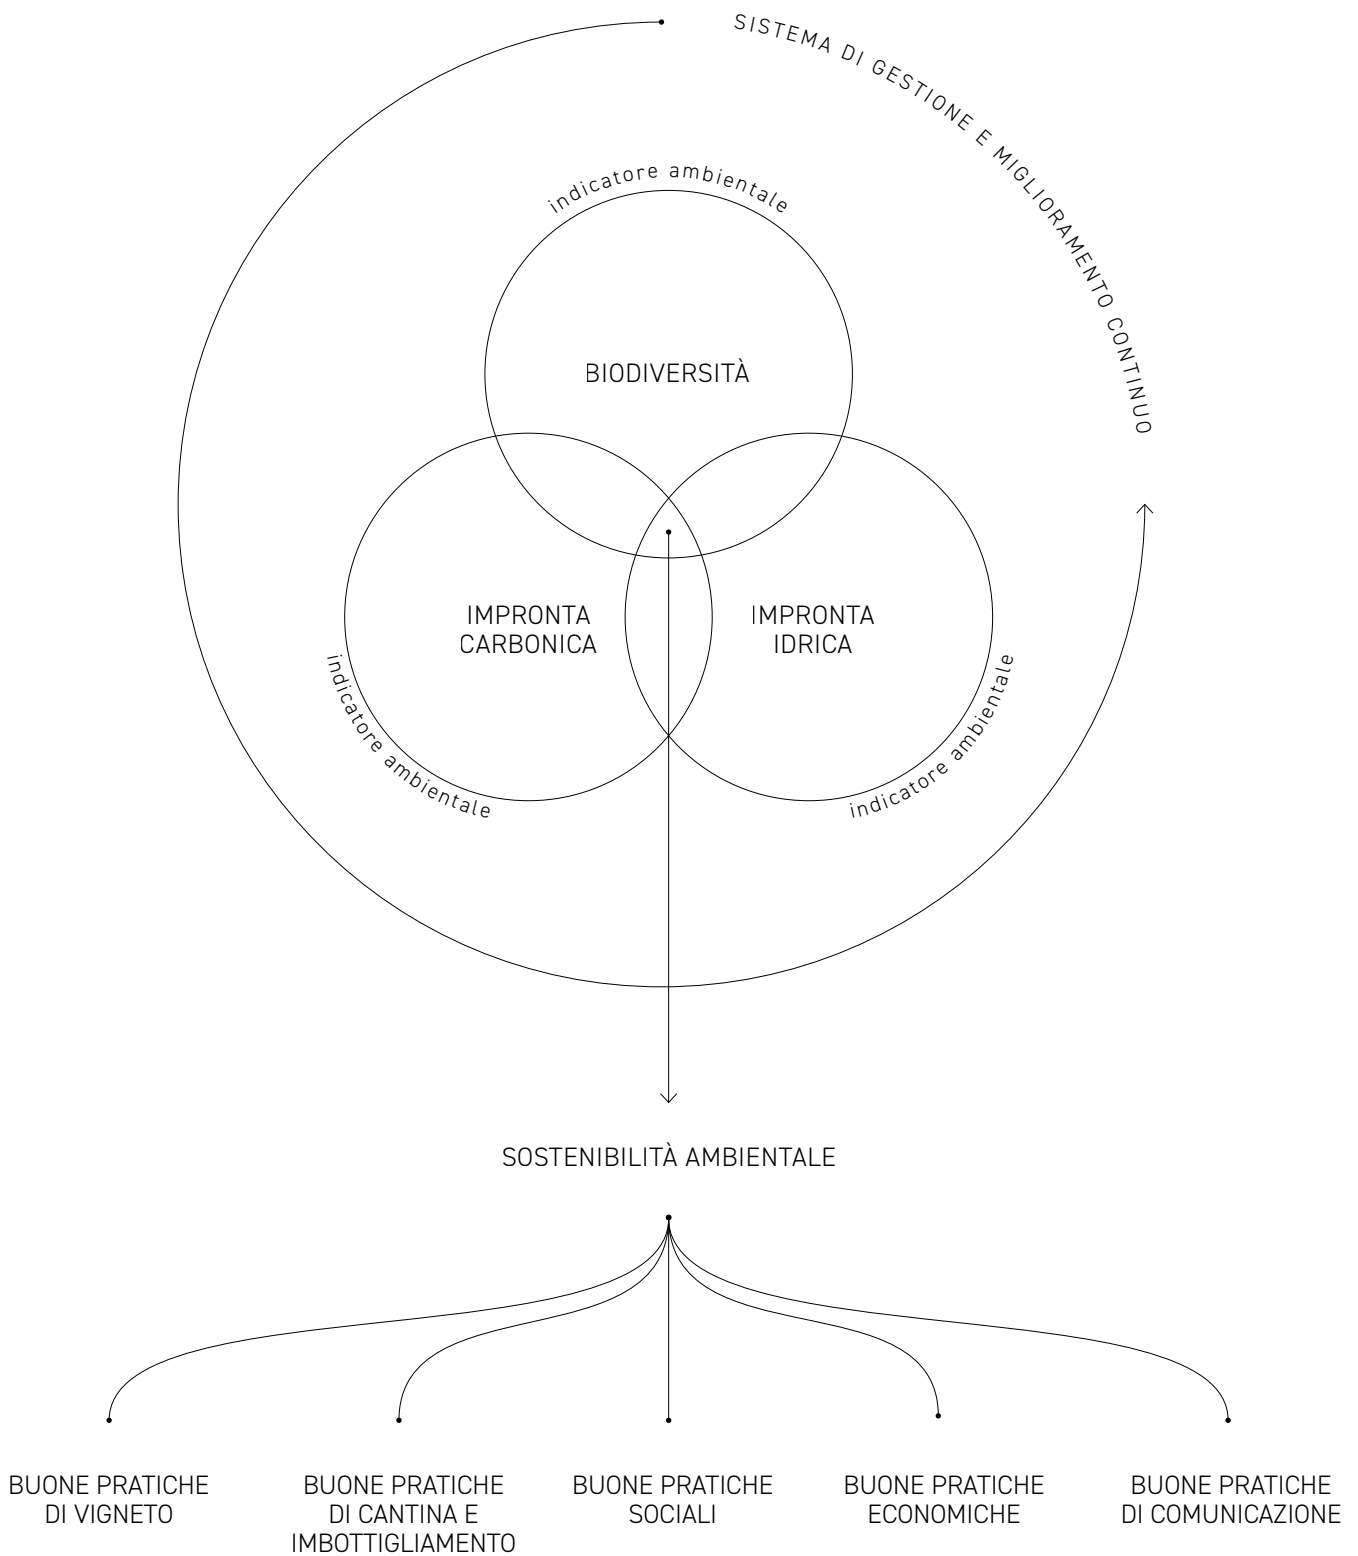 SISTEMA DI GESTIONE E MIGLIORAMENTO CONTINUO
indicatore ambientale
BIODIVERSITÀ
IMPRONTA
CARBONICA
IMPRONTA
IDRICA
indicatore ambientale
indicatore ambientale
SOSTENIBILITÀ AMBIENTALE
BUONE PRATICHE
DI VIGNETO
BUONE PRATICHE
DI CANTINA E
IMBOTTIGLIAMENTO
BUONE PRATICHE
SOCIALI
BUONE PRATICHE
ECONOMICHE
BUONE PRATICHE
DI COMUNICAZIONE